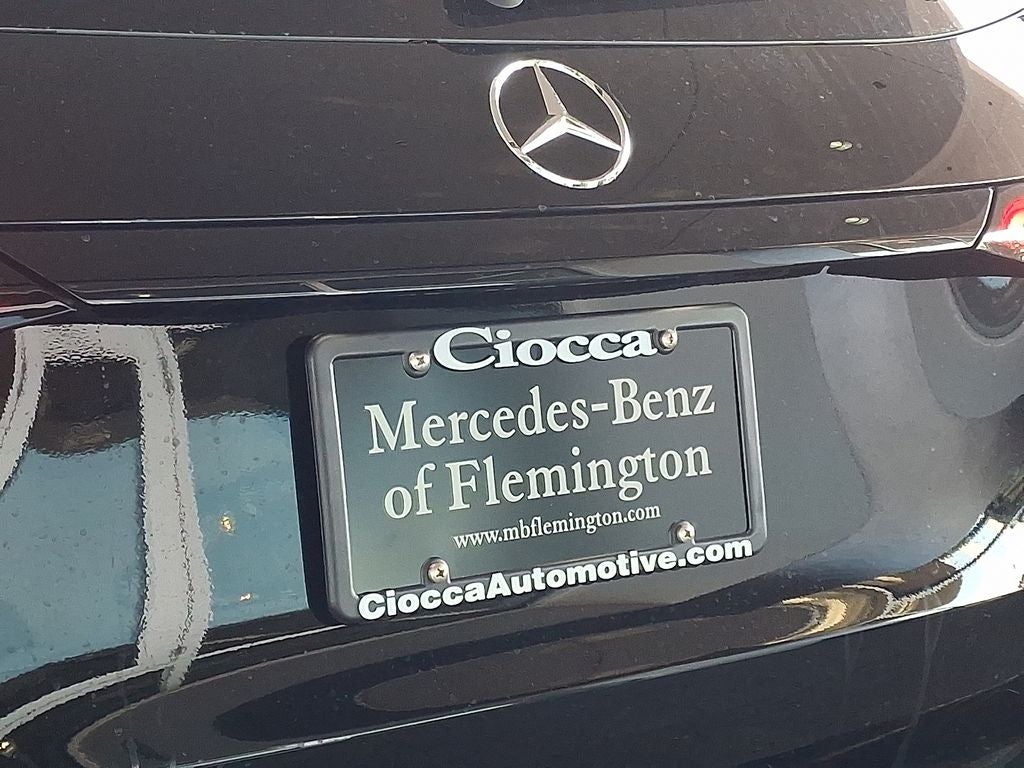 Ciocca
Mercedes-Benz
of Flemington
www.mbflemington.com
CioccaAutomotive.com